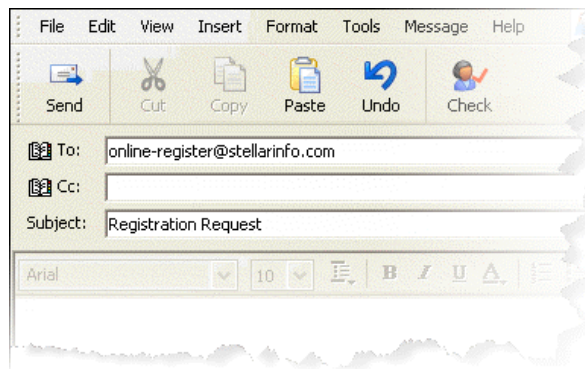 File Edit View Insert Format Tools Message Help
Send Cut Copy Paste Undo Check
To: online-register@stellarinfo.com
Cc:
Subject: Registration Request
Arial 10 B I U A